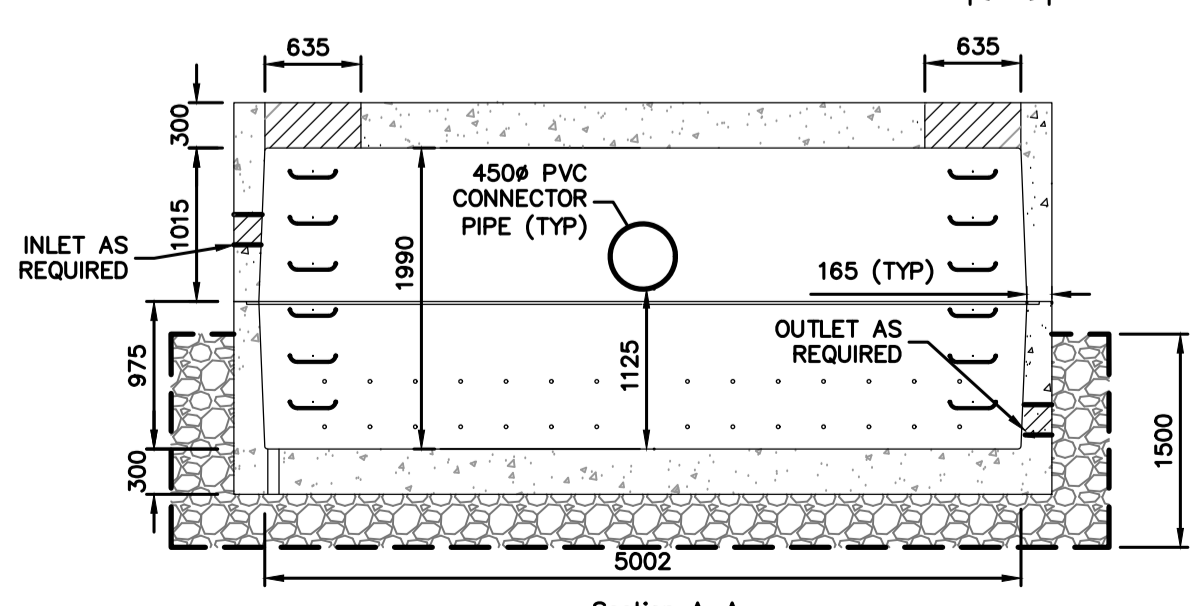 635
635
300
450ø PVC
CONNECTOR
PIPE (TYP)
1015
INLET AS
REQUIRED
1990
165 (TYP)
OUTLET AS
REQUIRED
975
1125
1500
300
5002